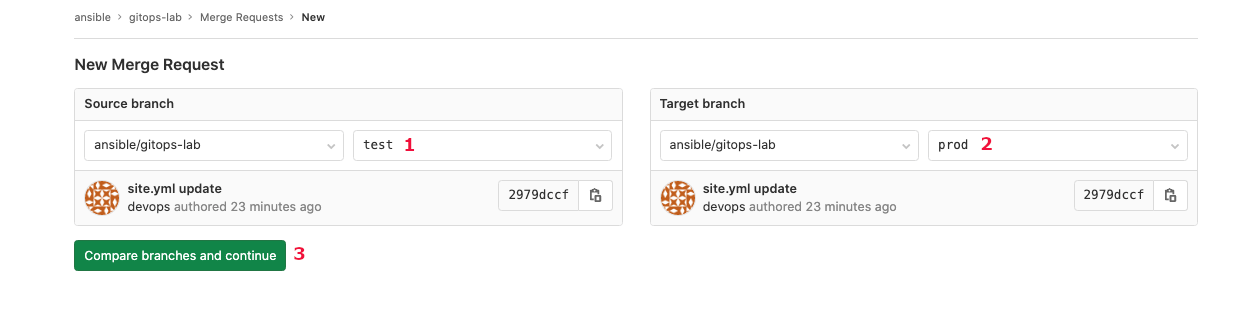 ansible > gitops-lab > Merge Requests > New
New Merge Request
Source branch
ansible/gitops-lab
test 1
site.yml update
devops authored 23 minutes ago
2979dccf
Target branch
ansible/gitops-lab
prod 2
site.yml update
devops authored 23 minutes ago
2979dccf
Compare branches and continue 3